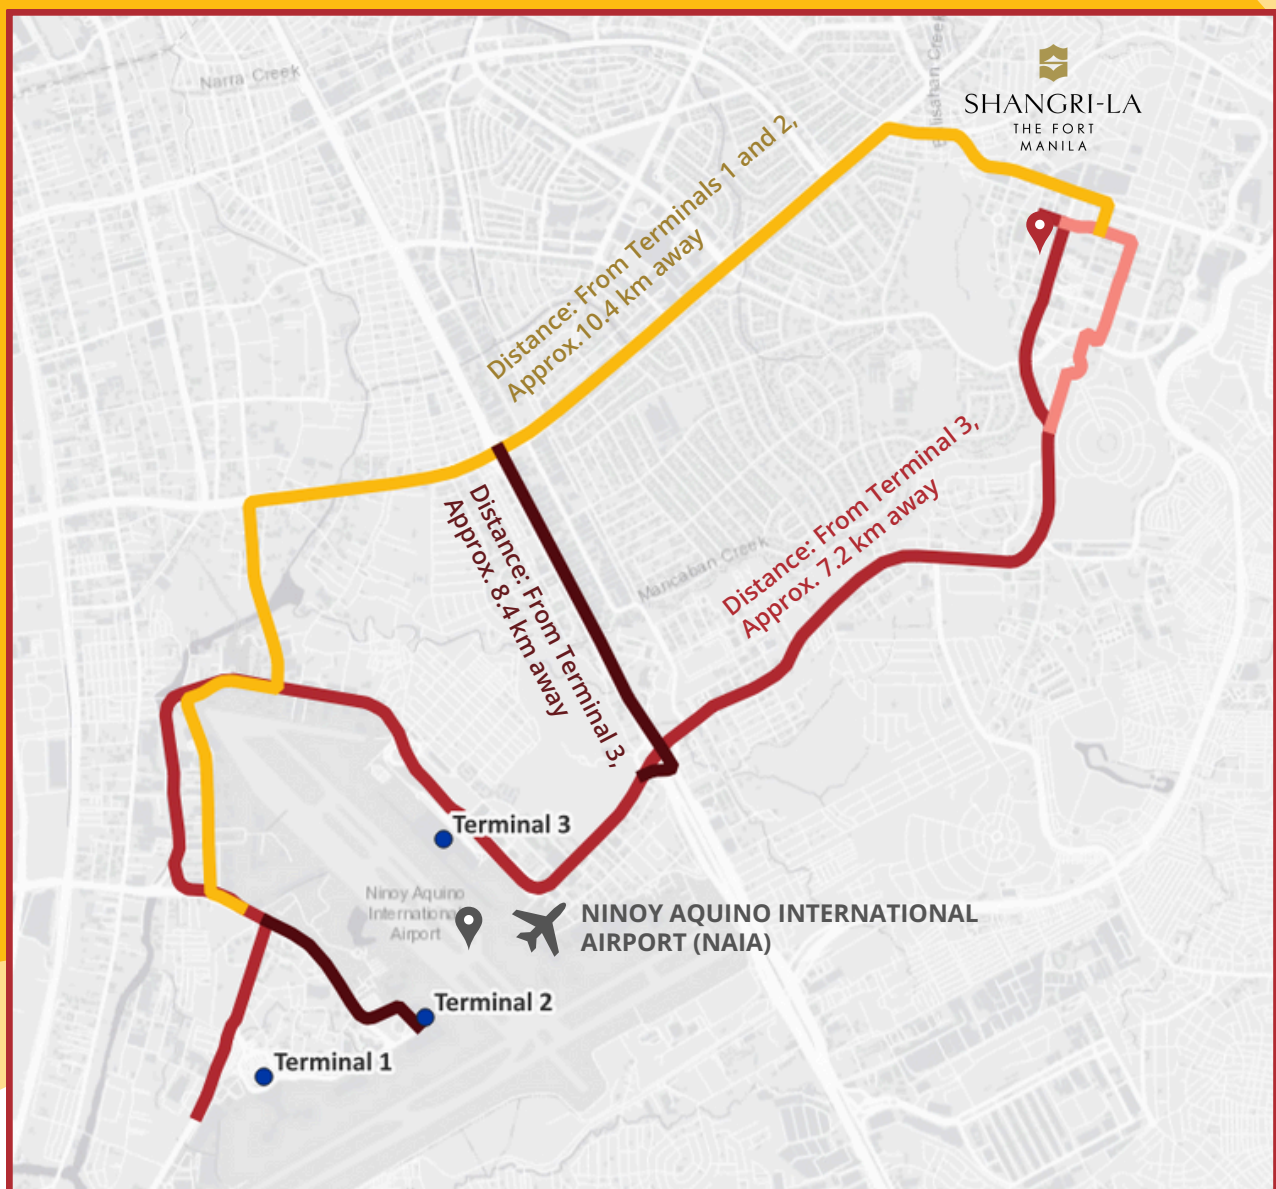 Narra Creek
SHANGRI-LA
THE FORT
MANILA
Distance: From Terminals 1 and 2,
Approx.10.4 km away
Distance: From Terminal 3,
Approx. 7.2 km away
Distance: From Terminal 3,
Approx. 8.4 km away
Maricaban Creek
Terminal 3
Ninoy Aquino
International
Airport
NINOY AQUINO INTERNATIONAL
AIRPORT (NAIA)
Terminal 2
Terminal 1